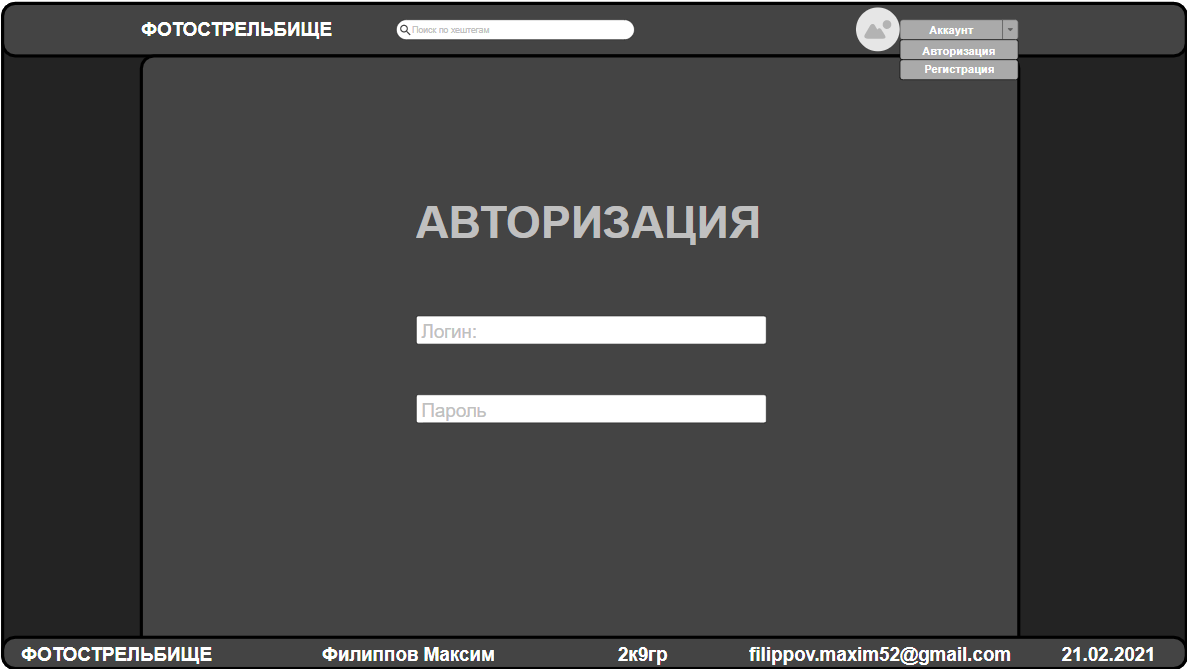 ФОТОСТРЕЛЬБИЩЕ
Поиск по хештегам
Аккаунт
Авторизация
Регистрация
АВТОРИЗАЦИЯ
Логин:
Пароль
ФОТОСТРЕЛЬБИЩЕ Филиппов Максим 2к9гр filippov.maxim52@gmail.com 21.02.2021